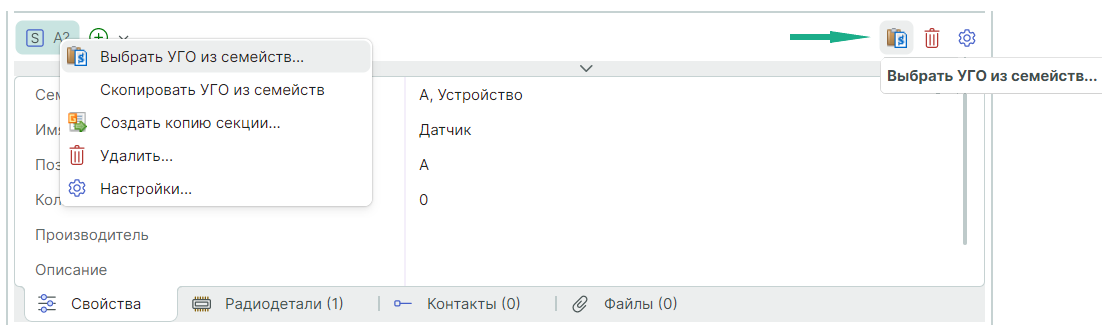 A?
Выбрать УГО из семейств...
Скопировать УГО из семейств
Создать копию секции...
Удалить...
Настройки...
Выбрать УГО из семейств...
А, Устройство
Датчик
А
0
Производитель
Описание
Свойства
Радиодетали (1)
Контакты (0)
Файлы (0)